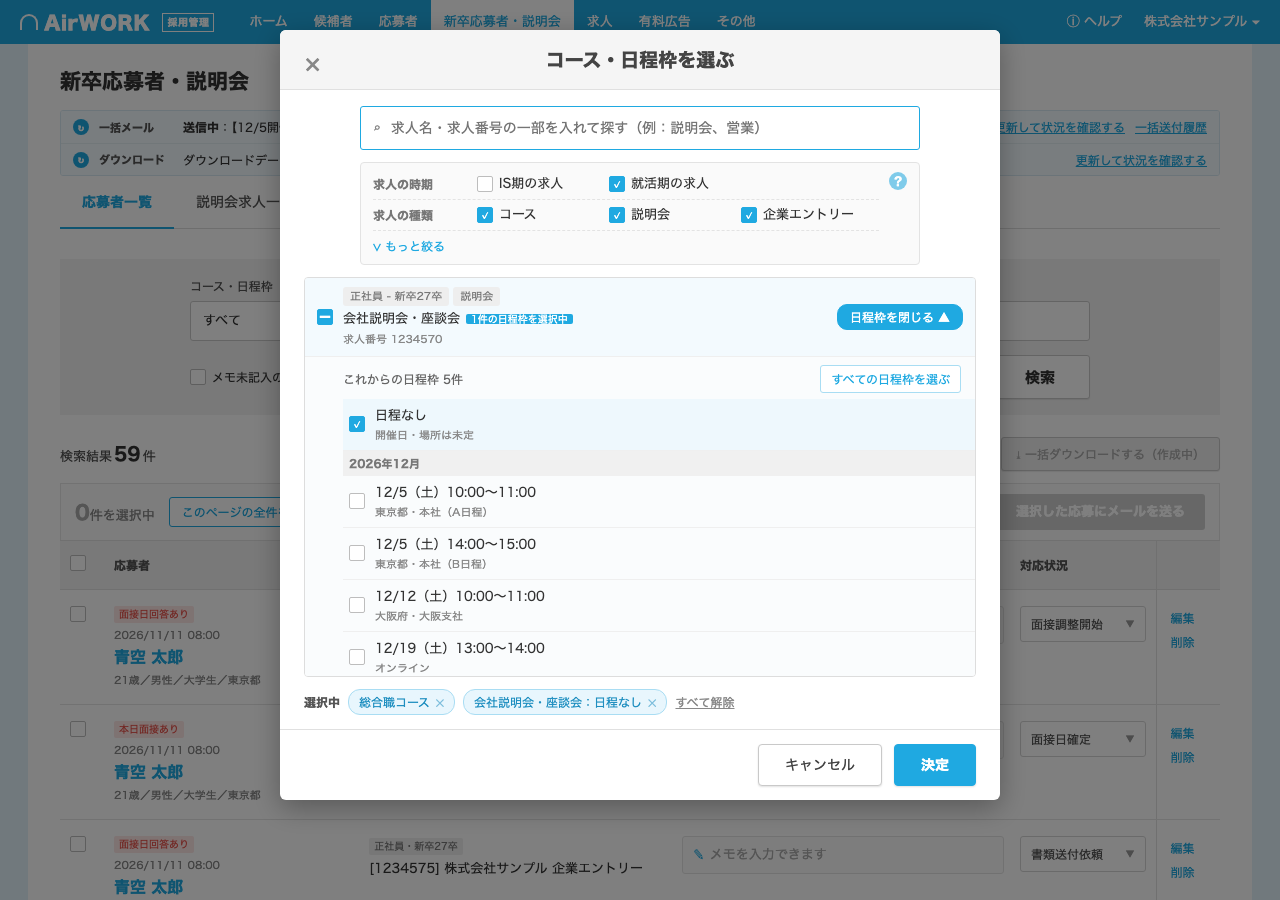 AirWORK 採用管理 ホーム 候補者 応募者 新卒応募者・説明会 求人 有料広告 その他 ヘルプ 株式会社サンプル
コース・日程枠を選ぶ
新卒応募者・説明会
求人名・求人番号の一部を入れて探す（例：説明会、営業）
一括メール 送信中：【12/5開
更新して状況を確認する 一括送付履歴
ダウンロード ダウンロードデー
更新して状況を確認する
求人の時期 IS期の求人 就活期の求人 ?
応募者一覧 説明会求人一
求人の種類 コース 説明会 企業エントリー
もっと絞る
コース・日程枠
すべて
正社員 - 新卒27卒 説明会
会社説明会・座談会 1件の日程枠を選択中
求人番号 1234570
日程枠を閉じる ▲
メモ未記入の
検索
これからの日程枠 5件
すべての日程枠を選ぶ
日程なし
開催日・場所は未定
検索結果 59 件
↓ 一括ダウンロードする（作成中）
2026年12月
12/5（土）10:00〜11:00
東京都・本社（A日程）
0件を選択中 このページの全件
選択した応募にメールを送る
12/5（土）14:00〜15:00
東京都・本社（B日程）
応募者
対応状況
12/12（土）10:00〜11:00
大阪府・大阪支社
12/19（土）13:00〜14:00
オンライン
面接日回答あり
2026/11/11 08:00
青空 太郎
21歳／男性／大学生／東京都
面接調整開始 ▼
編集
削除
選択中 総合職コース × 会社説明会・座談会：日程なし × すべて解除
本日面接あり
2026/11/11 08:00
青空 太郎
21歳／男性／大学生／東京都
面接日確定 ▼
編集
削除
キャンセル 決定
面接日回答あり
2026/11/11 08:00
青空 太郎
正社員・新卒27卒
[1234575] 株式会社サンプル 企業エントリー
メモを入力できます
書類送付依頼 ▼
編集
削除